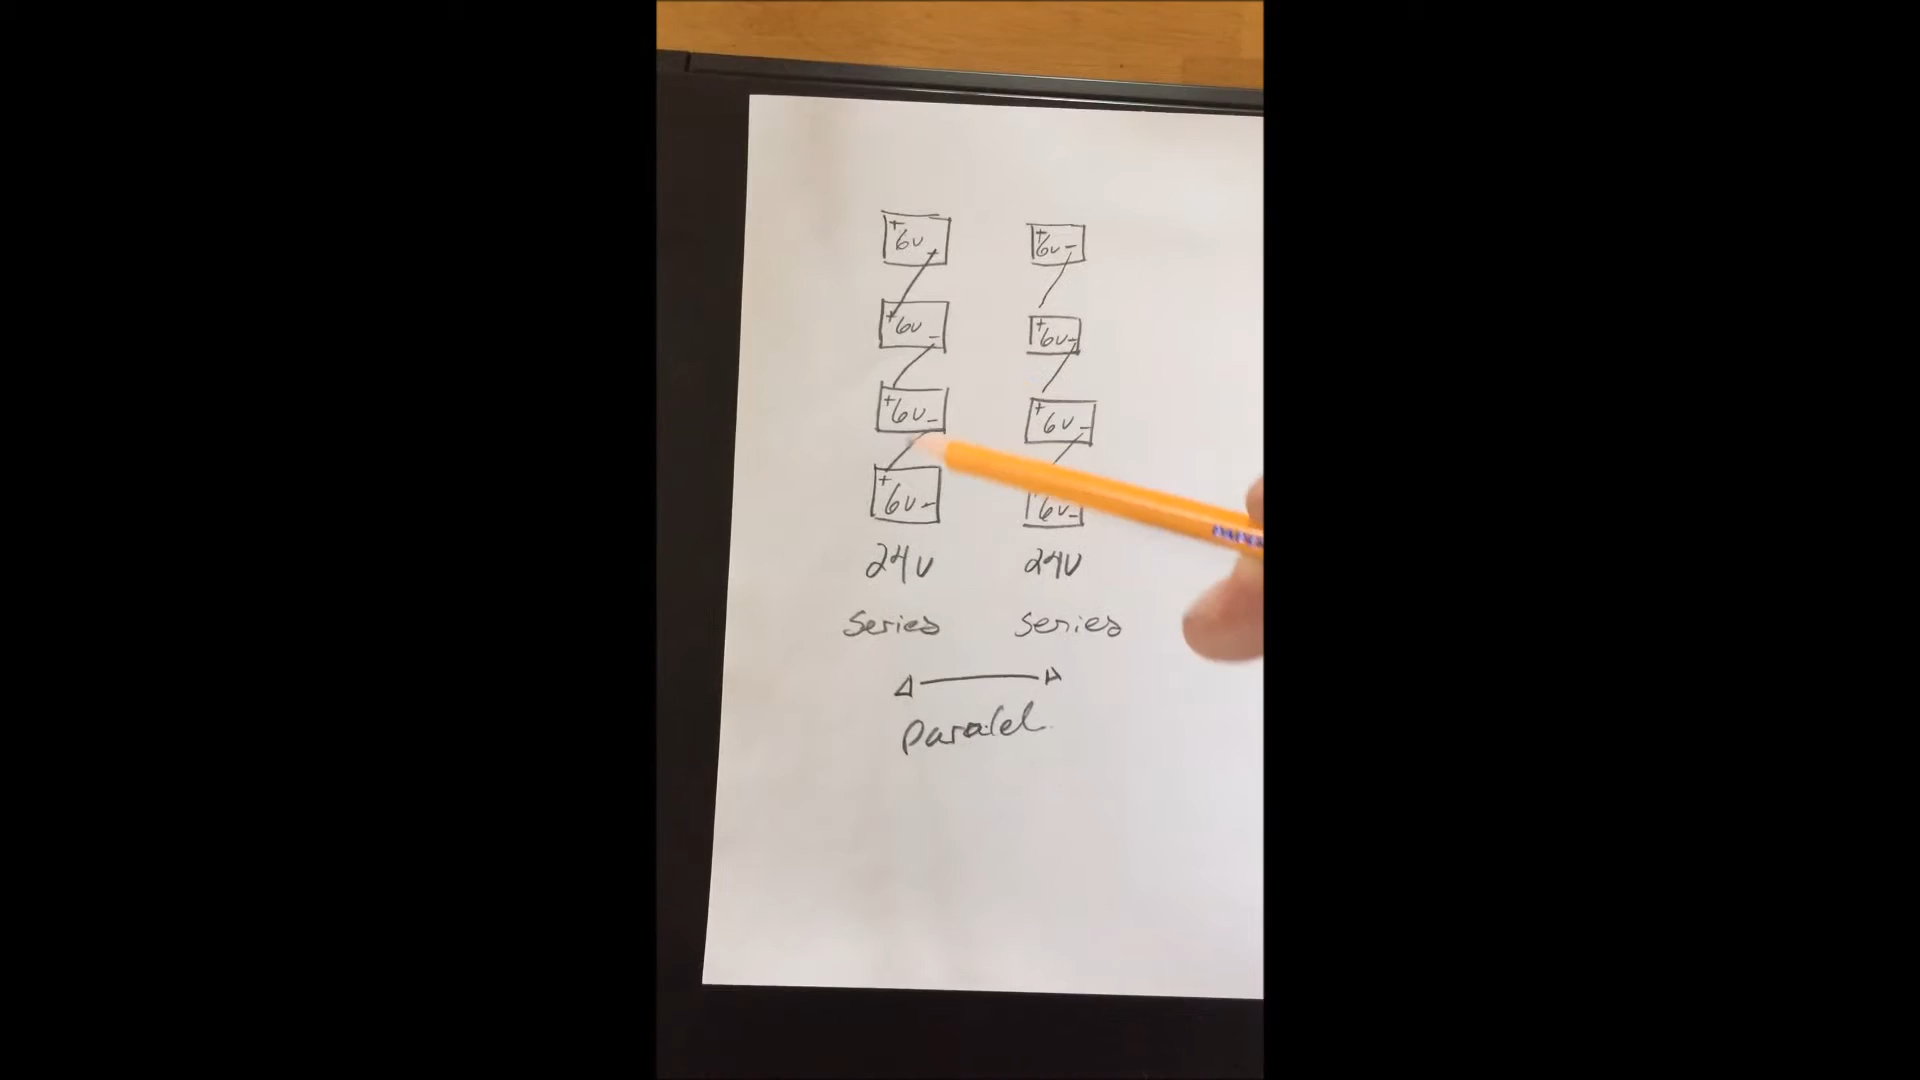 + 6v - + 6v -
+ 6v - + 6v -
+ 6v - + 6v -
+ 6v - 6v -
24v 24v
Series Series
Paralel